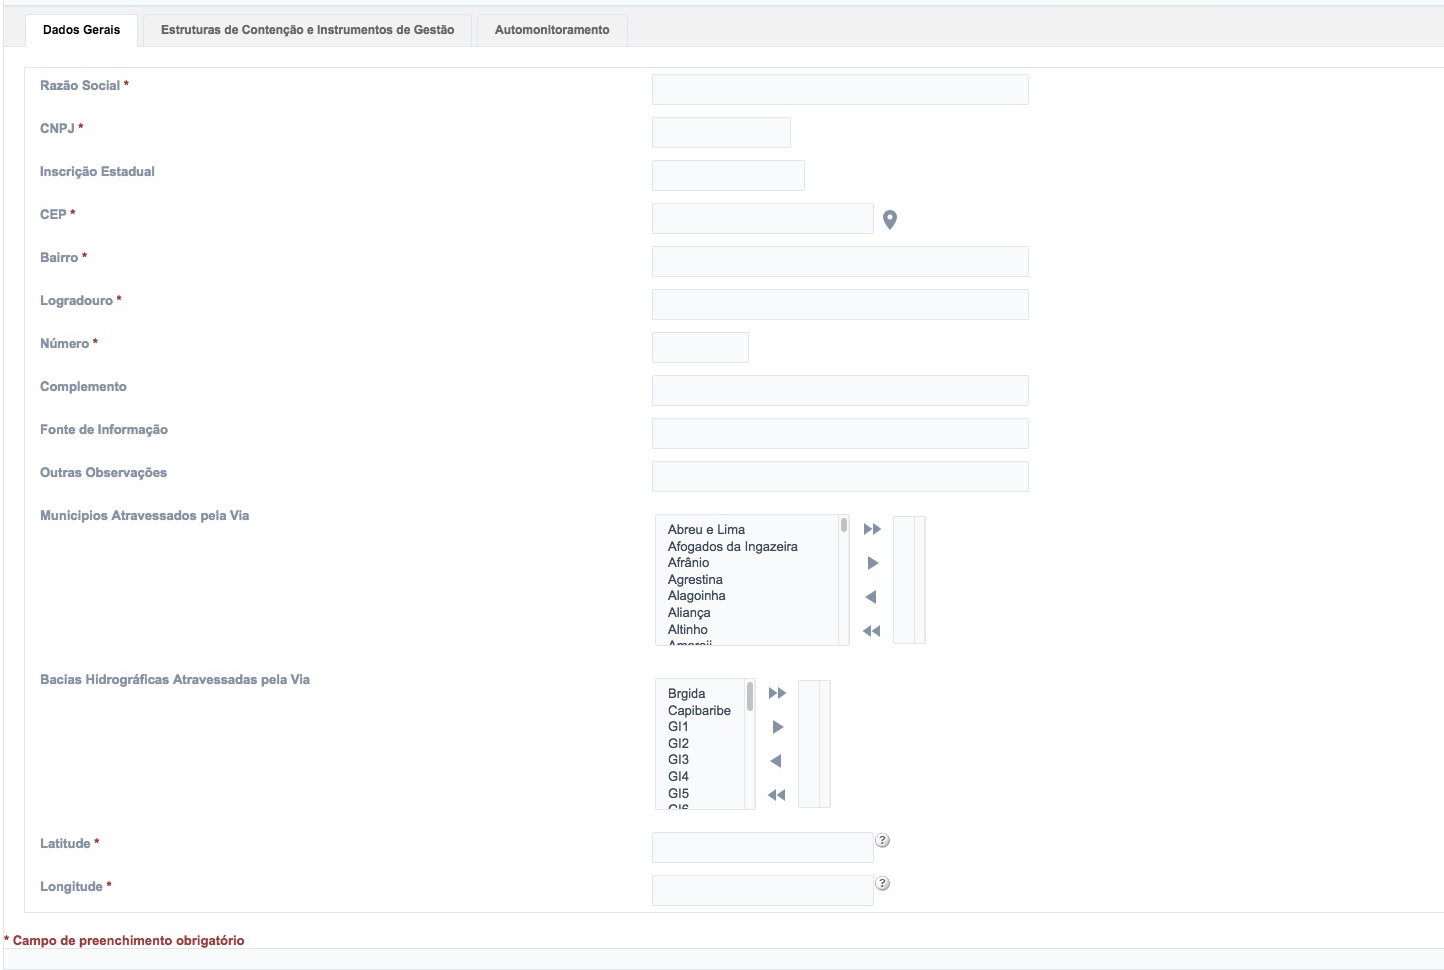 Dados Gerais
Estruturas de Contenção e Instrumentos de Gestão
Automonitoramento
Razão Social *
CNPJ *
Inscrição Estadual
CEP *
Bairro *
Logradouro *
Número *
Complemento
Fonte de Informação
Outras Observações
Municipios Atravessados pela Via
Abreu e Lima
Afogados da Ingazeira
Afrânio
Agrestina
Alagoinha
Aliança
Altinho
Bacias Hidrográficas Atravessadas pela Via
Brgida
Capibaribe
GI1
GI2
GI3
GI4
GI5
GI6
Latitude *
?
Longitude *
?
* Campo de preenchimento obrigatório